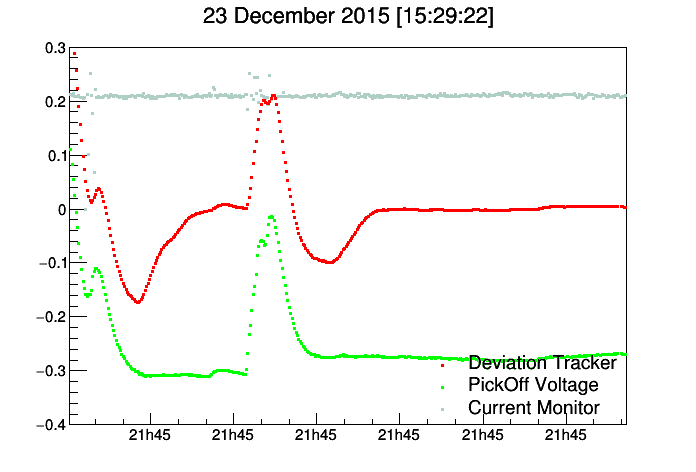 23 December 2015 [15:29:22]
0.3
0.2
0.1
0
−0.1
−0.2
−0.3
−0.4
Deviation Tracker
PickOff Voltage
Current Monitor
21h45 21h45 21h45 21h45 21h45 21h45